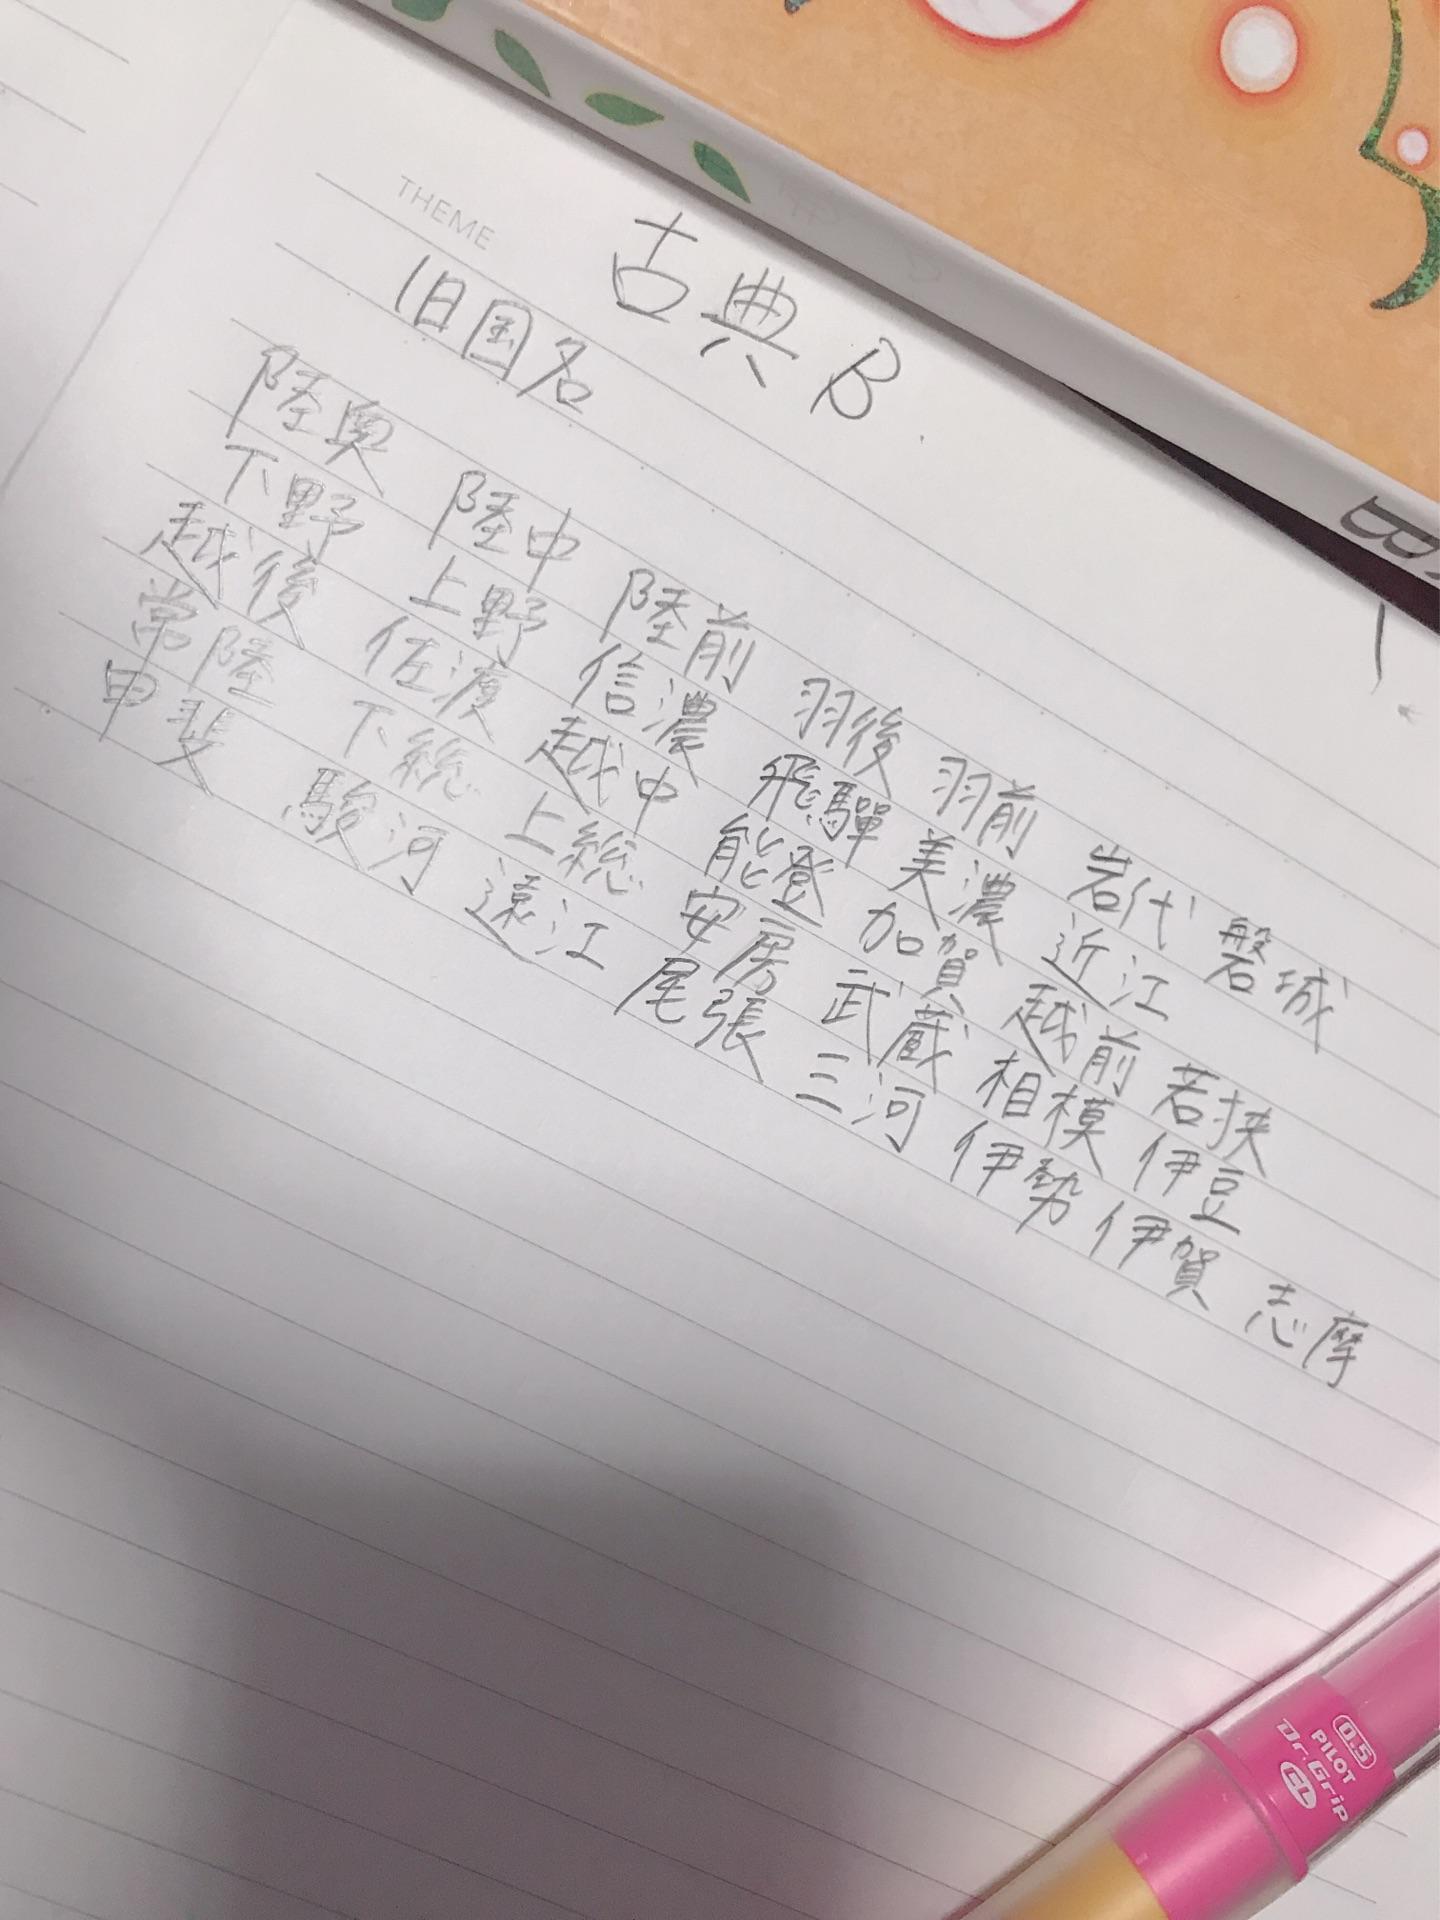 THEME
古典B
旧国名
陸奥 陸中 陸前 羽後 羽前 岩代 磐城
下野 上野 信濃 飛騨 美濃 近江
越後 佐渡 越中 能登 加賀 越前 若狭
常陸 下総 上総 安房 武蔵 相模 伊豆
甲斐 駿河 遠江 尾張 三河 伊勢 伊賀 志摩
0.5
PILOT
Dr.Grip
CL